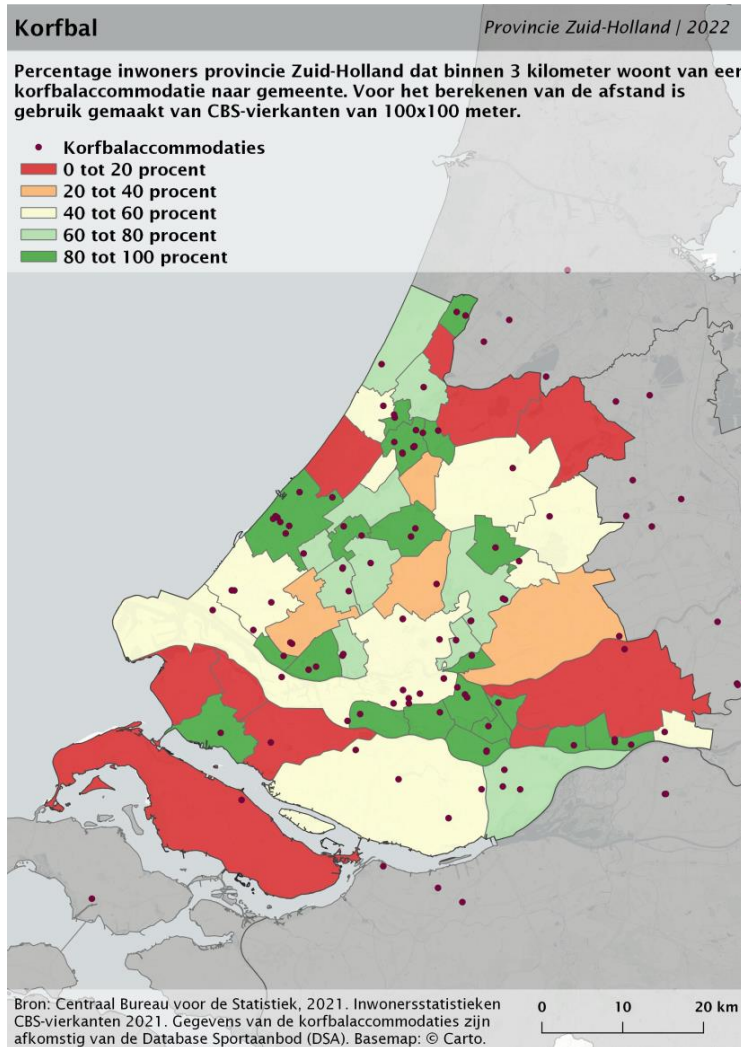 Korfbal
Provincie Zuid-Holland | 2022
Percentage inwoners provincie Zuid-Holland dat binnen 3 kilometer woont van een
korfbalaccommodatie naar gemeente. Voor het berekenen van de afstand is
gebruik gemaakt van CBS-vierkanten van 100x100 meter.
Korfbalaccommodaties
0 tot 20 procent
20 tot 40 procent
40 tot 60 procent
60 tot 80 procent
80 tot 100 procent
Bron: Centraal Bureau voor de Statistiek, 2021. Inwonersstatistieken
CBS-vierkanten 2021. Gegevens van de korfbalaccommodaties zijn
afkomstig van de Database Sportaanbod (DSA). Basemap: © Carto.
0 10 20 km